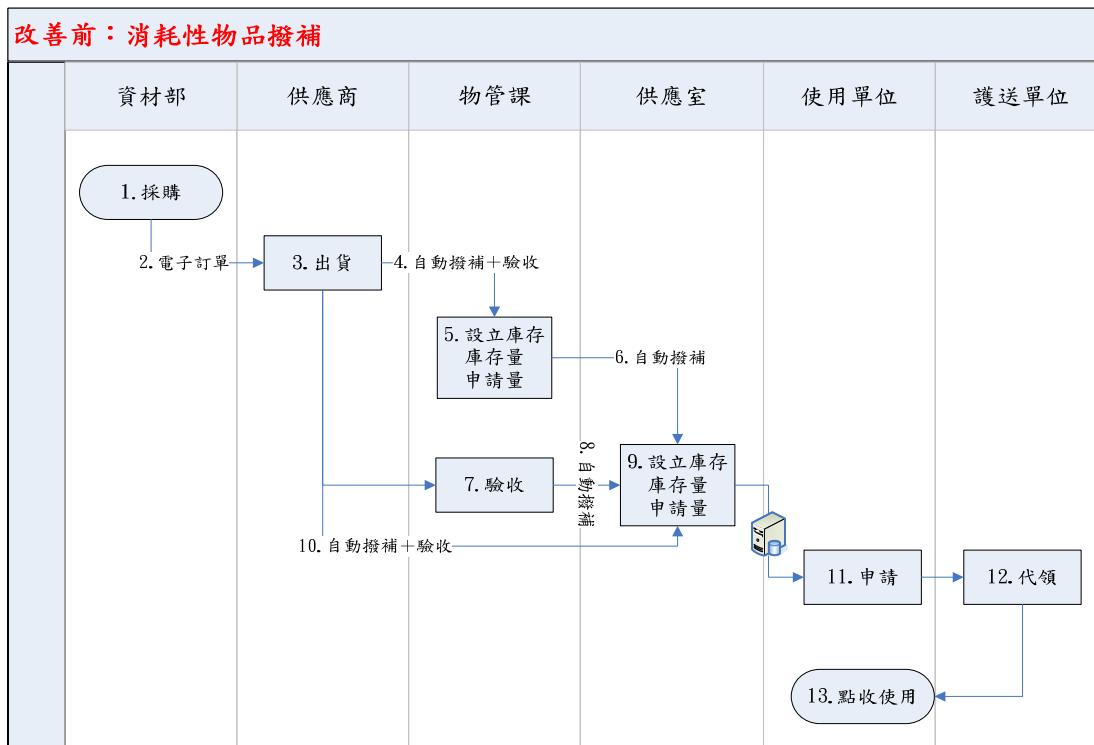 改善前：消耗性物品撥補
資材部
供應商
物管課
供應室
使用單位
護送單位
1.採購
2.電子訂單
3.出貨
4.自動撥補＋驗收
5.設立庫存
庫存量
申請量
6.自動撥補
7.驗收
8.自動撥補
9.設立庫存
庫存量
申請量
10.自動撥補＋驗收
11.申請
12.代領
13.點收使用